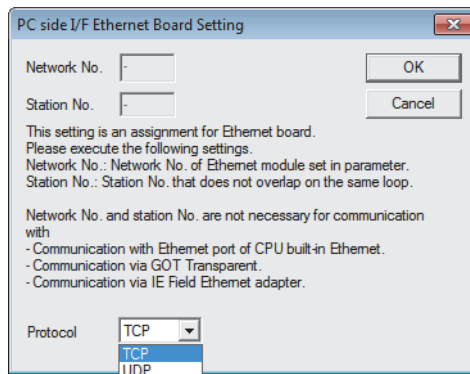 PC side I/F Ethernet Board Setting
Network No. -
OK
Station No. -
Cancel
This setting is an assignment for Ethernet board.
Please execute the following settings.
Network No.: Network No. of Ethernet module set in parameter.
Station No.: Station No. that does not overlap on the same loop.
Network No. and station No. are not necessary for communication
with
- Communication with Ethernet port of CPU built-in Ethernet.
- Communication via GOT Transparent.
- Communication via IE Field Ethernet adapter.
Protocol TCP
TCP
UDP